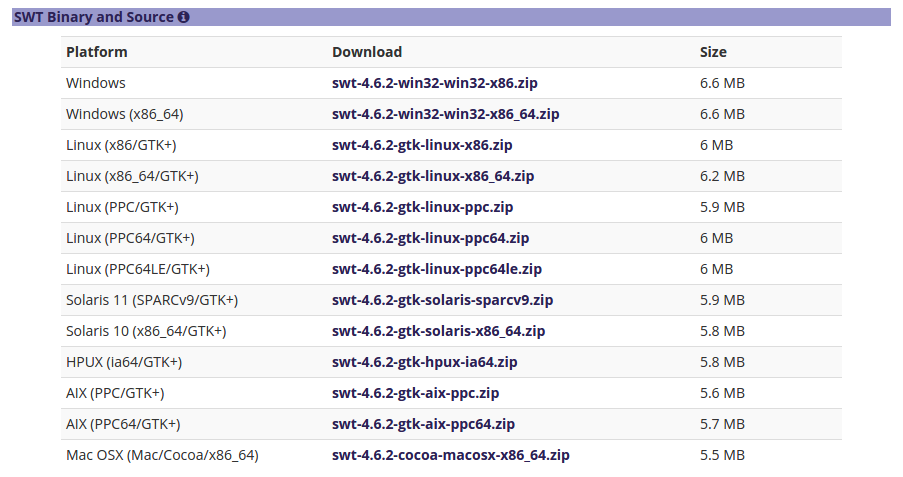 SWT Binary and Source
Platform Download Size
Windows swt-4.6.2-win32-win32-x86.zip 6.6 MB
Windows (x86_64) swt-4.6.2-win32-win32-x86_64.zip 6.6 MB
Linux (x86/GTK+) swt-4.6.2-gtk-linux-x86.zip 6 MB
Linux (x86_64/GTK+) swt-4.6.2-gtk-linux-x86_64.zip 6.2 MB
Linux (PPC/GTK+) swt-4.6.2-gtk-linux-ppc.zip 5.9 MB
Linux (PPC64/GTK+) swt-4.6.2-gtk-linux-ppc64.zip 6 MB
Linux (PPC64LE/GTK+) swt-4.6.2-gtk-linux-ppc64le.zip 6 MB
Solaris 11 (SPARCv9/GTK+) swt-4.6.2-gtk-solaris-sparcv9.zip 5.9 MB
Solaris 10 (x86_64/GTK+) swt-4.6.2-gtk-solaris-x86_64.zip 5.8 MB
HPUX (ia64/GTK+) swt-4.6.2-gtk-hpux-ia64.zip 5.8 MB
AIX (PPC/GTK+) swt-4.6.2-gtk-aix-ppc.zip 5.6 MB
AIX (PPC64/GTK+) swt-4.6.2-gtk-aix-ppc64.zip 5.7 MB
Mac OSX (Mac/Cocoa/x86_64) swt-4.6.2-cocoa-macosx-x86_64.zip 5.5 MB